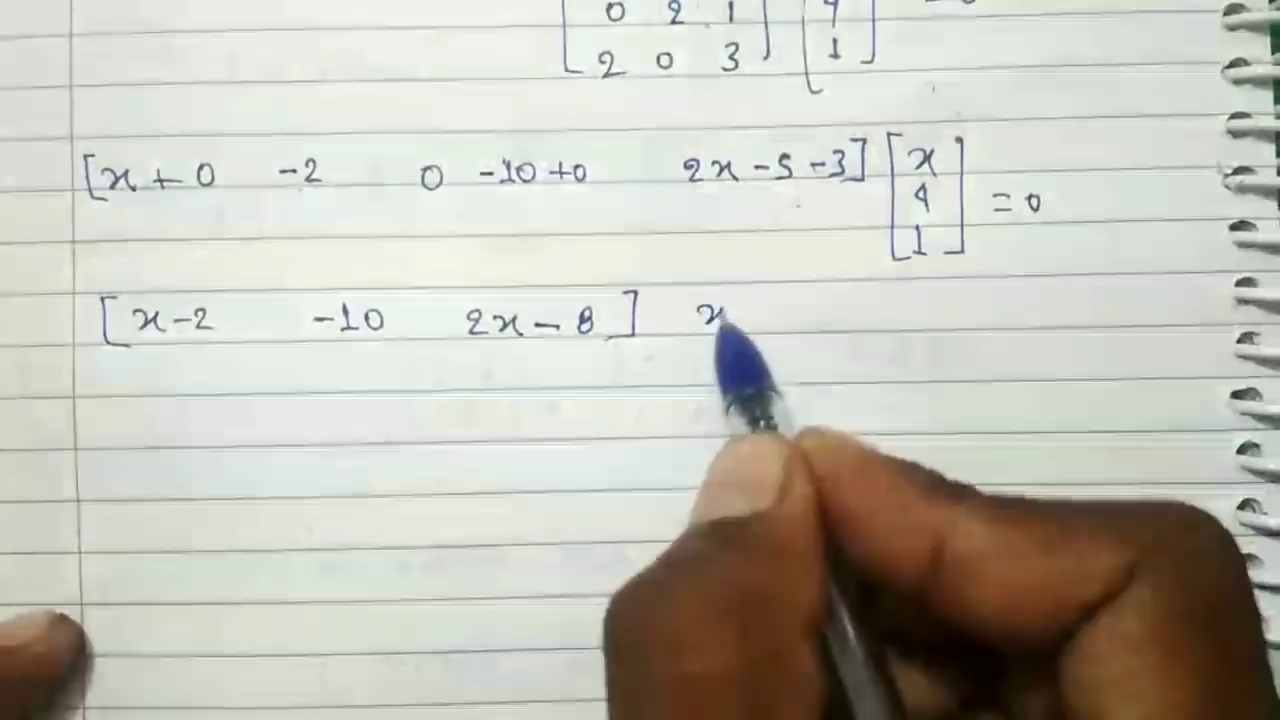 0 2 1
2 0 3 1
[x + 0 -2 0 -10 +0 2x -5 -3] [x
4 = 0
1]
[x-2 -10 2x - 8] x